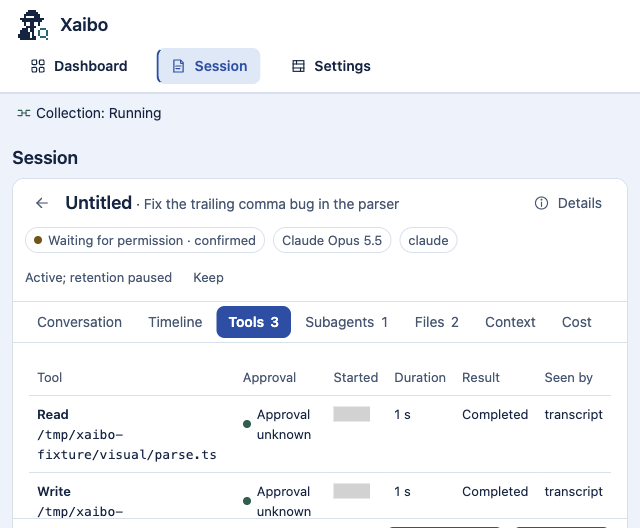 Xaibo
Dashboard Session Settings
Collection: Running
Session
Untitled · Fix the trailing comma bug in the parser Details
Waiting for permission · confirmed Claude Opus 5.5 claude
Active; retention paused Keep
Conversation Timeline Tools 3 Subagents 1 Files 2 Context Cost
Tool Approval Started Duration Result Seen by
Read Approval 1 s Completed transcript
/tmp/xaibo- unknown
fixture/visual/parse.ts
Write Approval 1 s Completed transcript
/tmp/xaibo- unknown